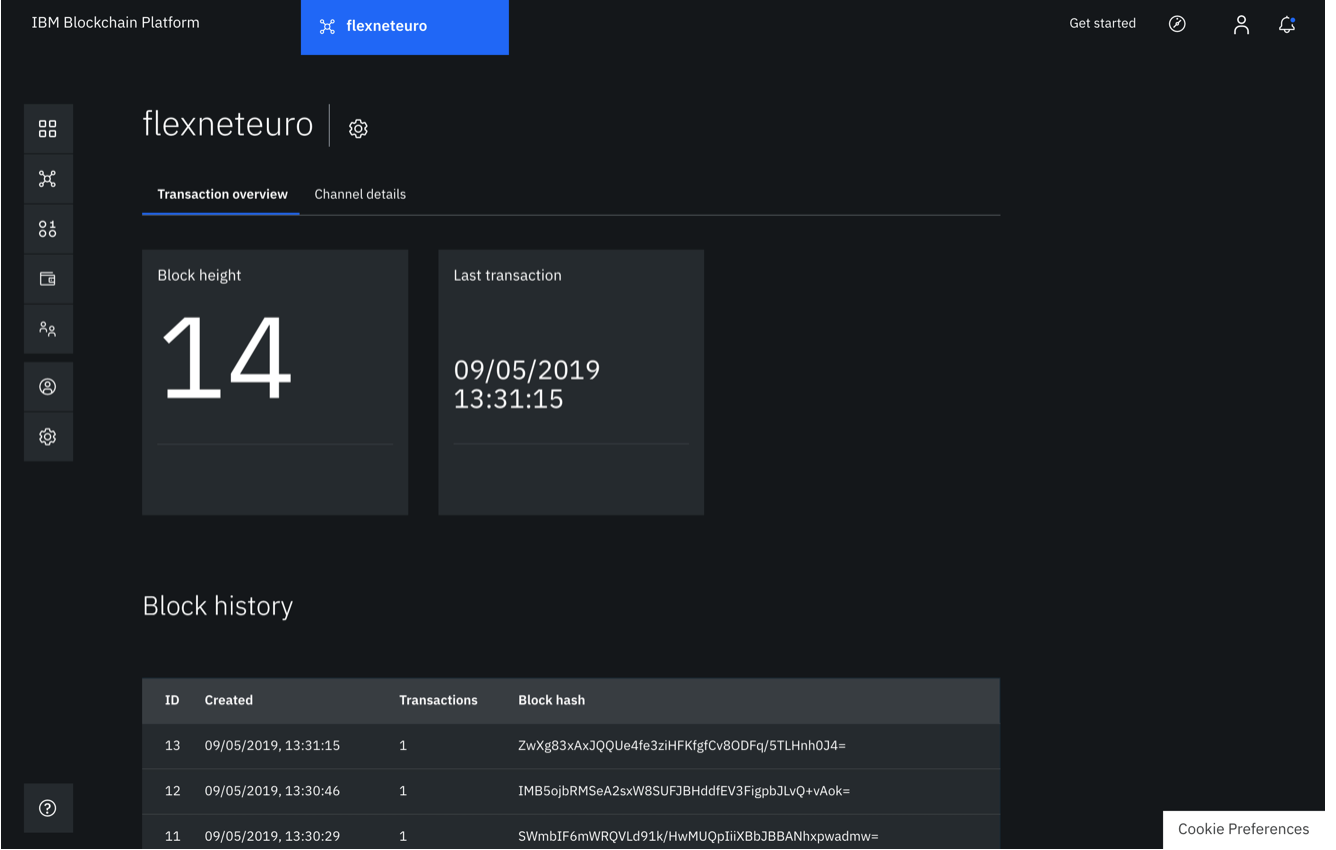 IBM Blockchain Platform
flexneteuro
Get started
flexneteuro
Transaction overview
Channel details
Block height
14
Last transaction
09/05/2019
13:31:15
Block history
ID Created Transactions Block hash
13 09/05/2019, 13:31:15 1 ZwXg83xAxJQQUe4fe3ziHFKfgfCv8ODFq/5TLHnh0J4=
12 09/05/2019, 13:30:46 1 IMB5ojbRMSeA2sxW8SUFJBHddfEV3FigpbJLvQ+vAok=
11 09/05/2019, 13:30:29 1 SWmbIF6mWRQVLd91k/HwMUQpIiiXBbJBBANhxpwadmw=
Cookie Preferences